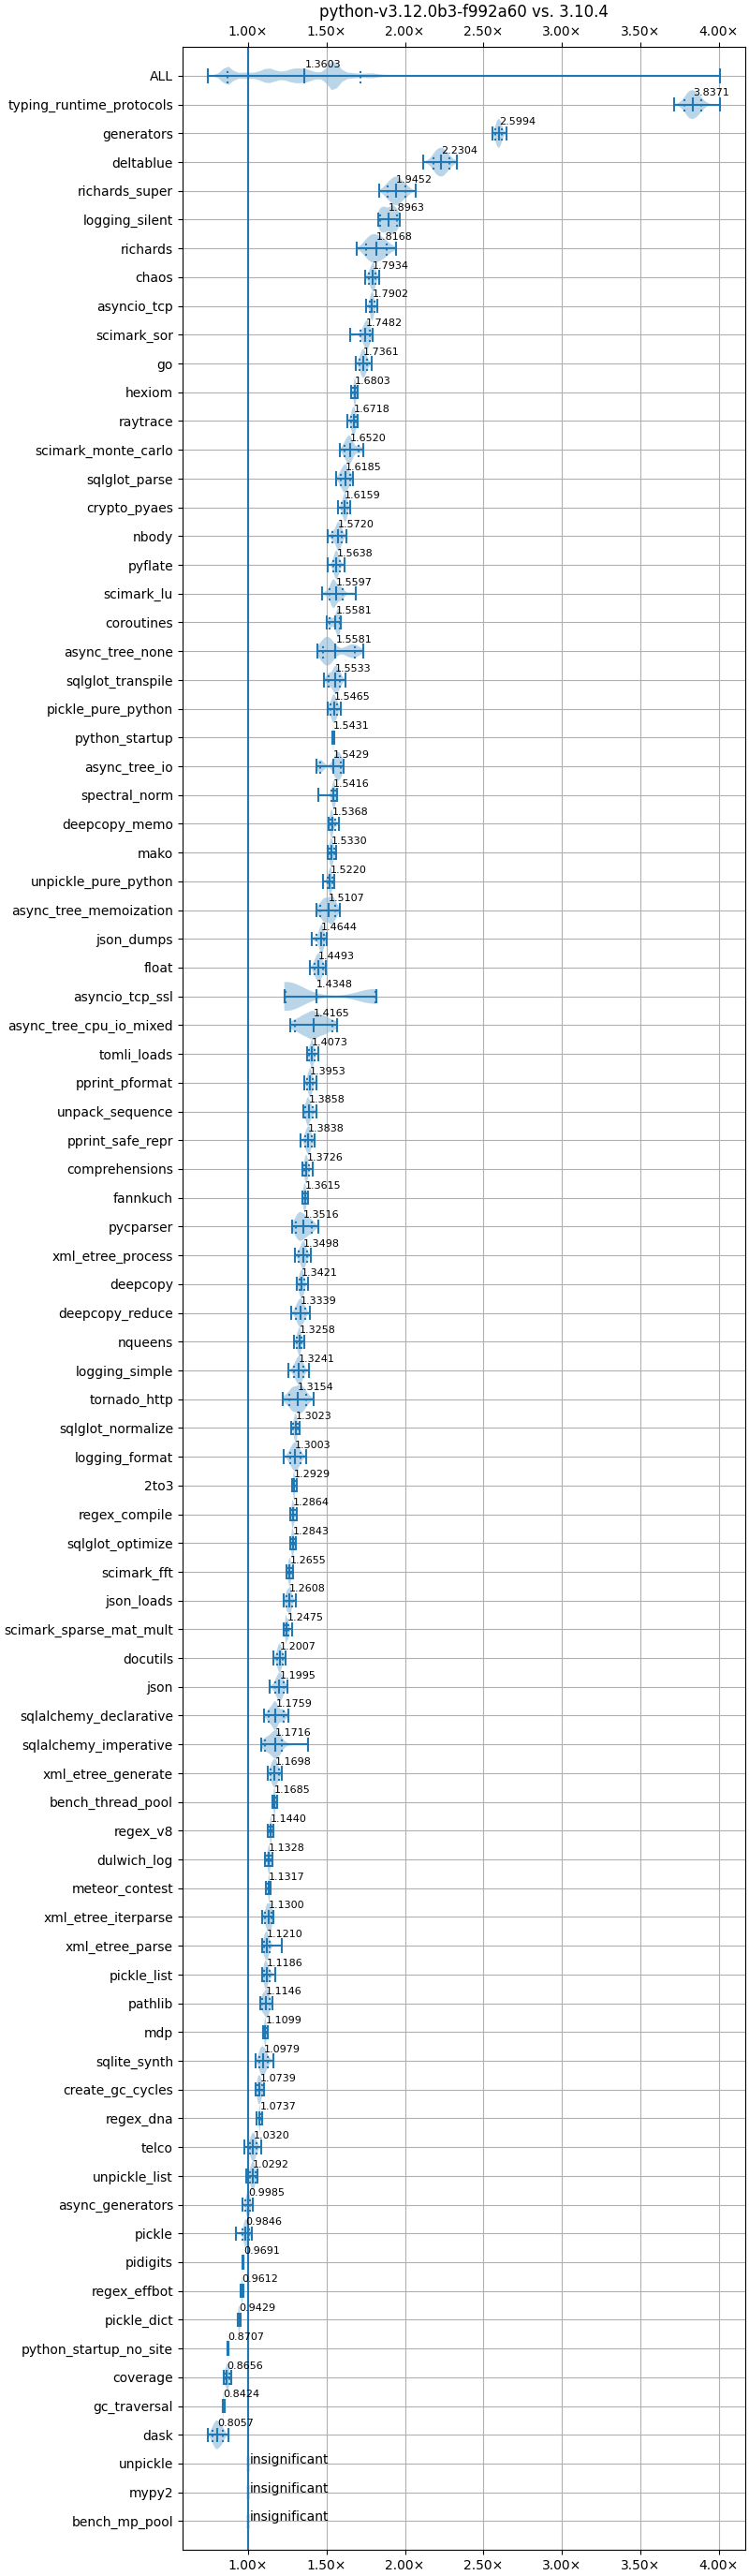 python-v3.12.0b3-f992a60 vs. 3.10.4
1.00× 1.50× 2.00× 2.50× 3.00× 3.50× 4.00×
ALL 1.3603
typing_runtime_protocols 3.8371
generators 2.5994
deltablue 2.2304
richards_super 1.9452
logging_silent 1.8963
richards 1.8168
chaos 1.7934
asyncio_tcp 1.7902
scimark_sor 1.7482
go 1.7361
hexiom 1.6803
raytrace 1.6718
scimark_monte_carlo 1.6520
sqlglot_parse 1.6185
crypto_pyaes 1.6159
nbody 1.5720
pyflate 1.5638
scimark_lu 1.5597
coroutines 1.5581
async_tree_none 1.5581
sqlglot_transpile 1.5533
pickle_pure_python 1.5465
python_startup 1.5431
async_tree_io 1.5429
spectral_norm 1.5416
deepcopy_memo 1.5368
mako 1.5330
unpickle_pure_python 1.5220
async_tree_memoization 1.5107
json_dumps 1.4644
float 1.4493
asyncio_tcp_ssl 1.4348
async_tree_cpu_io_mixed 1.4165
tomli_loads 1.4073
pprint_pformat 1.3953
unpack_sequence 1.3858
pprint_safe_repr 1.3838
comprehensions 1.3726
fannkuch 1.3615
pycparser 1.3516
xml_etree_process 1.3498
deepcopy 1.3421
deepcopy_reduce 1.3339
nqueens 1.3258
logging_simple 1.3241
tornado_http 1.3154
sqlglot_normalize 1.3023
logging_format 1.3003
2to3 1.2929
regex_compile 1.2864
sqlglot_optimize 1.2843
scimark_fft 1.2655
json_loads 1.2608
scimark_sparse_mat_mult 1.2475
docutils 1.2007
json 1.1995
sqlalchemy_declarative 1.1759
sqlalchemy_imperative 1.1716
xml_etree_generate 1.1698
bench_thread_pool 1.1685
regex_v8 1.1440
dulwich_log 1.1328
meteor_contest 1.1317
xml_etree_iterparse 1.1300
xml_etree_parse 1.1210
pickle_list 1.1186
pathlib 1.1146
mdp 1.1099
sqlite_synth 1.0979
create_gc_cycles 1.0739
regex_dna 1.0737
telco 1.0320
unpickle_list 1.0292
async_generators 0.9985
pickle 0.9846
pidigits 0.9691
regex_effbot 0.9612
pickle_dict 0.9429
python_startup_no_site 0.8707
coverage 0.8656
gc_traversal 0.8424
dask 0.8057
unpickle insignificant
mypy2 insignificant
bench_mp_pool insignificant
1.00× 1.50× 2.00× 2.50× 3.00× 3.50× 4.00×